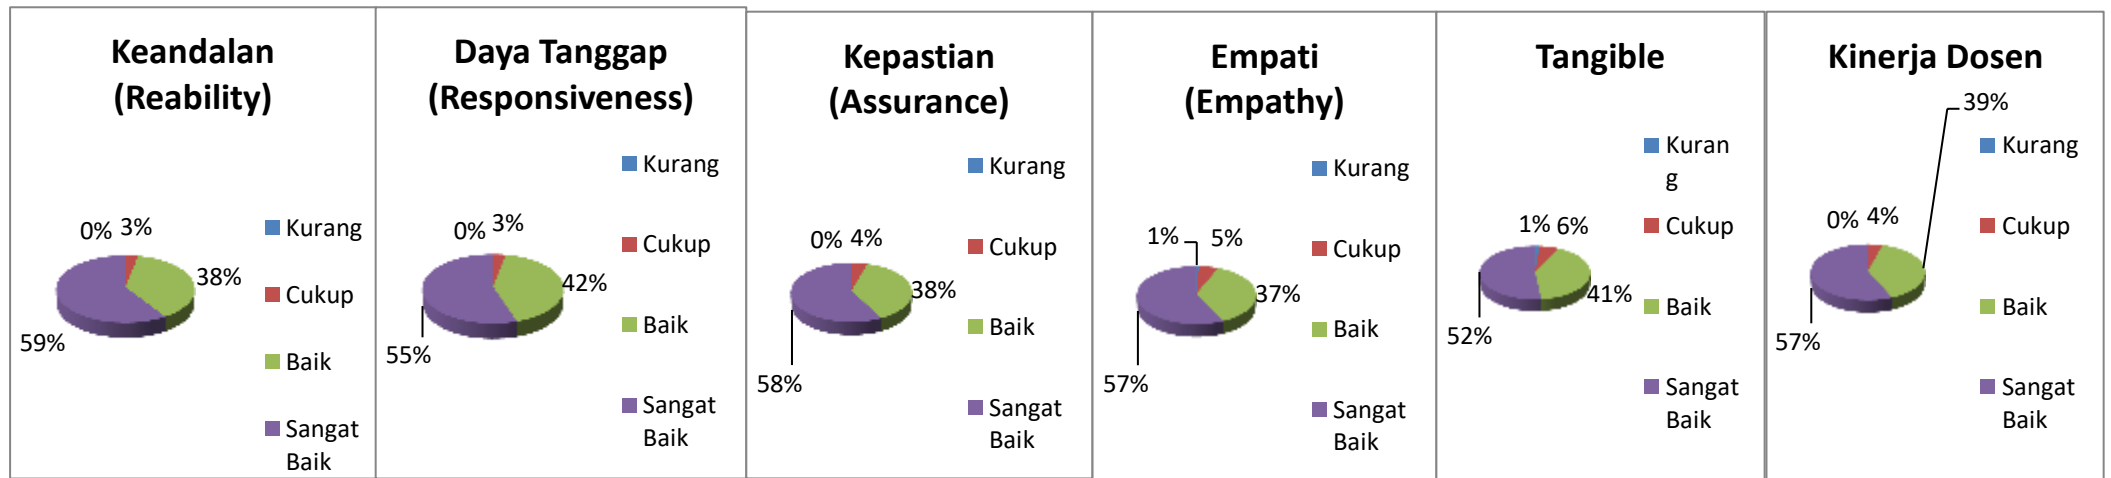 Keandalan
(Reability)
0% 3%
38%
59%
Kurang
Cukup
Baik
Sangat
Baik
Daya Tanggap
(Responsiveness)
0% 3%
42%
55%
Kurang
Cukup
Baik
Sangat
Baik
Kepastian
(Assurance)
0% 4%
38%
58%
Kurang
Cukup
Baik
Sangat
Baik
Empati
(Empathy)
1% 5%
37%
57%
Kurang
Cukup
Baik
Sangat
Baik
Tangible
1% 6%
41%
52%
Kuran
g
Cukup
Baik
Sangat
Baik
Kinerja Dosen
39%
0% 4%
57%
Kurang
Cukup
Baik
Sangat
Baik